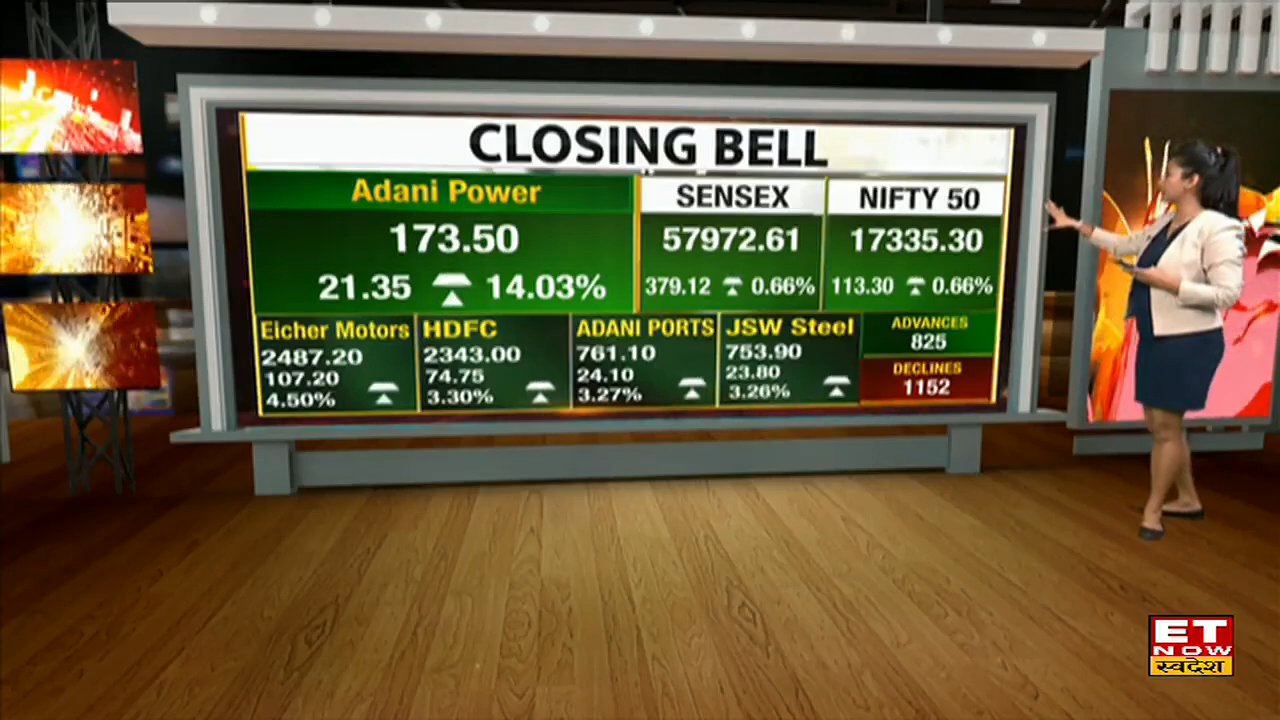 CLOSING BELL
Adani Power
173.50
21.35 14.03%
SENSEX
57972.61
379.12 0.66%
NIFTY 50
17335.30
113.30 0.66%
Eicher Motors
2487.20
107.20
4.50%
HDFC
2343.00
74.75
3.30%
ADANI PORTS
761.10
24.10
3.27%
JSW Steel
753.90
23.80
3.26%
ADVANCES
825
DECLINES
1152
ET
NOW
स्वदेश